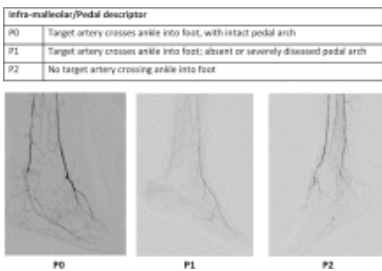 Infra-malleolar/Pedal descriptor
P0 Target artery crosses ankle into foot, with intact pedal arch
P1 Target artery crosses ankle into foot; absent or severely diseased pedal arch
P2 No target artery crossing ankle into foot
P0 P1 P2